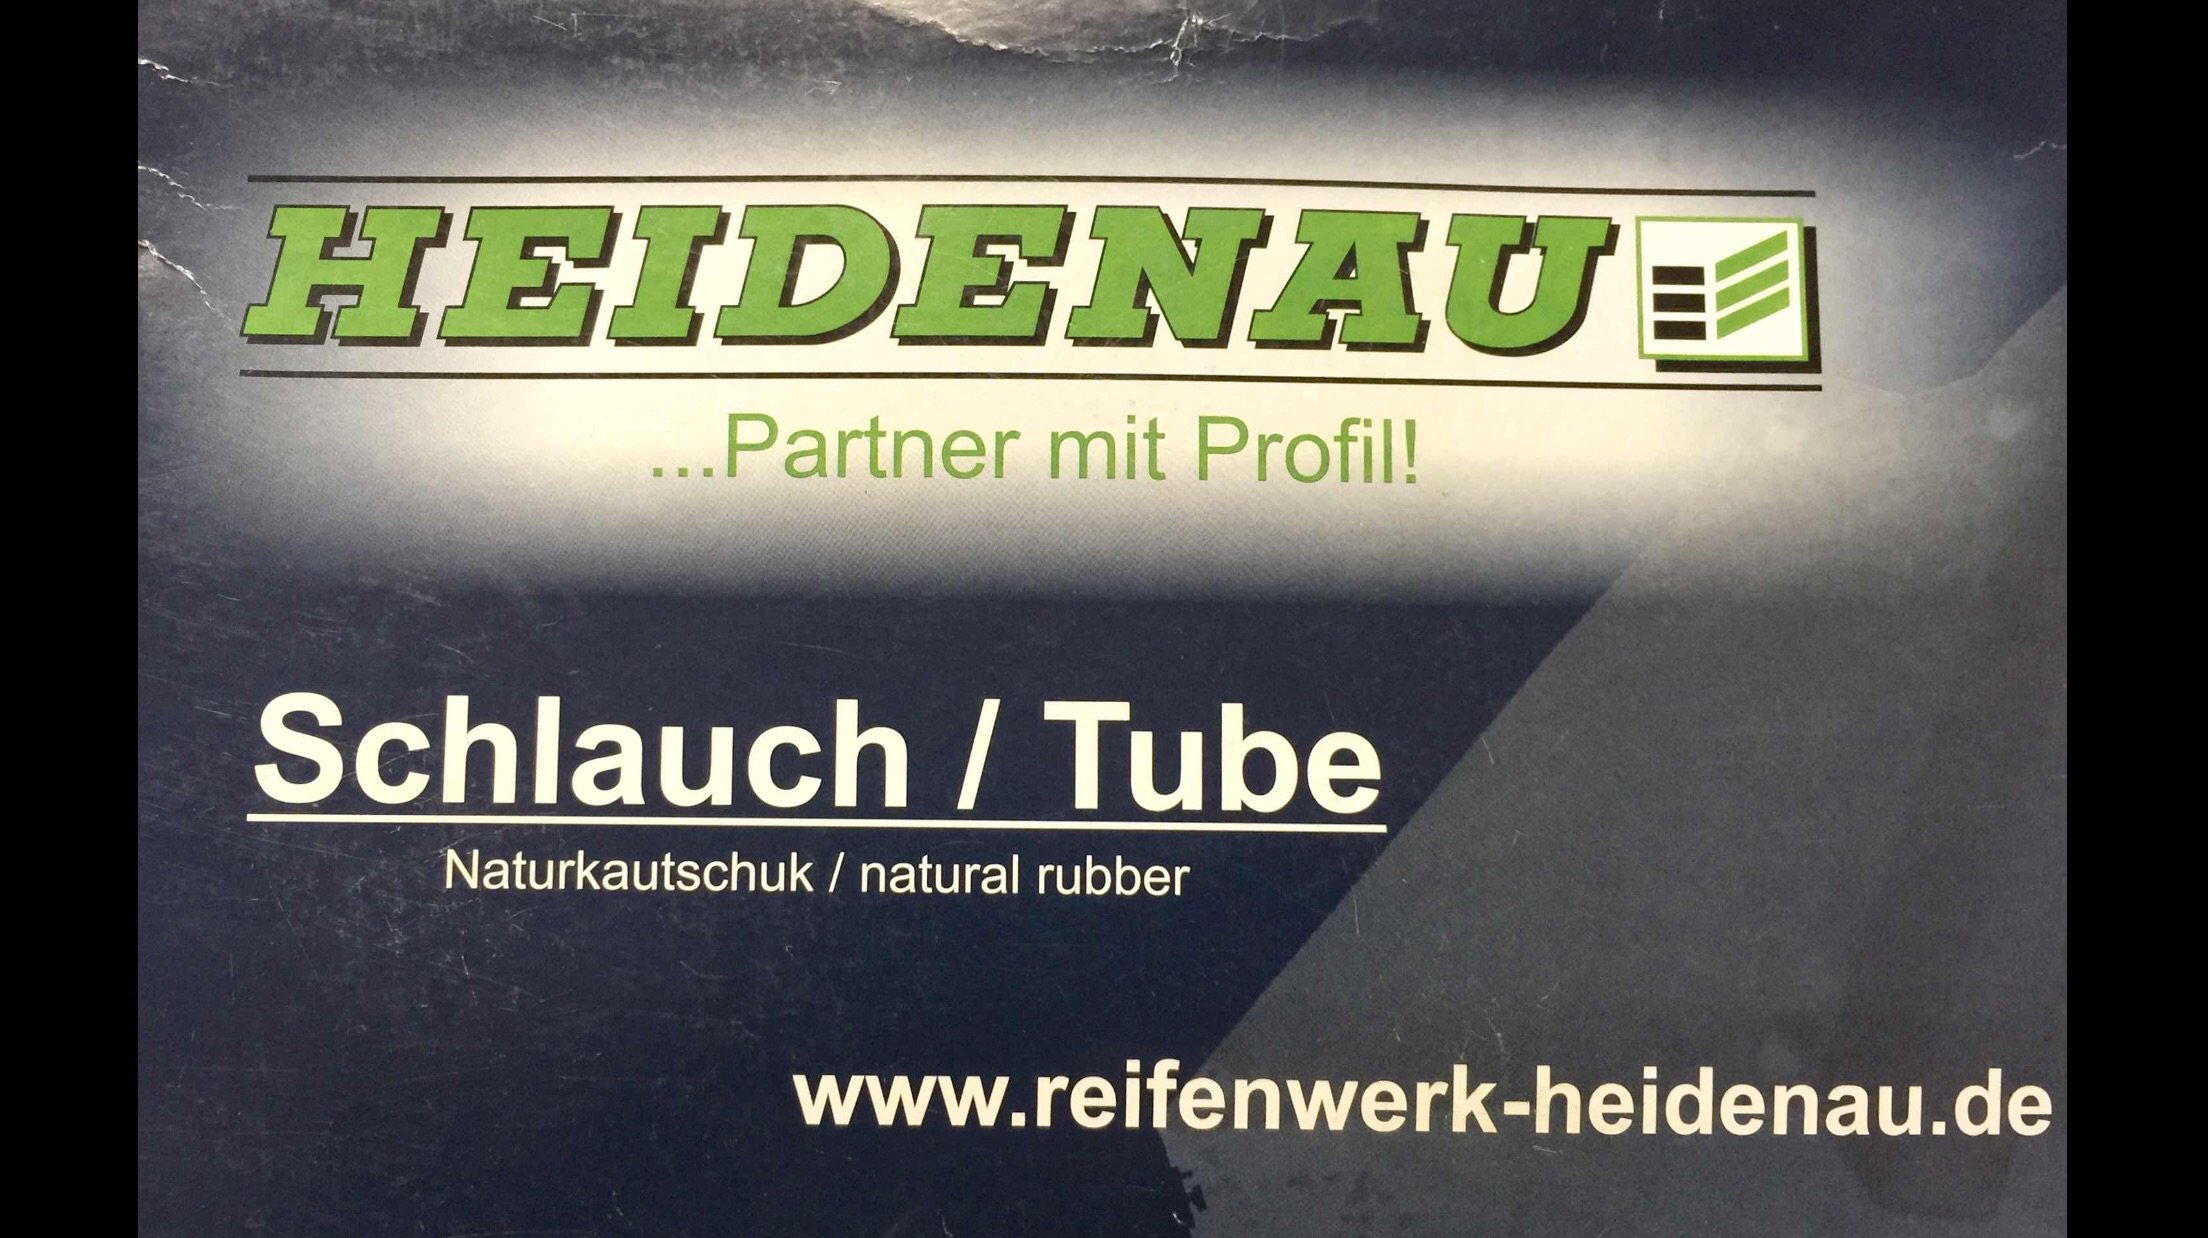 HEIDENAU
...Partner mit Profil!
Schlauch / Tube
Naturkautschuk / natural rubber
www.reifenwerk-heidenau.de